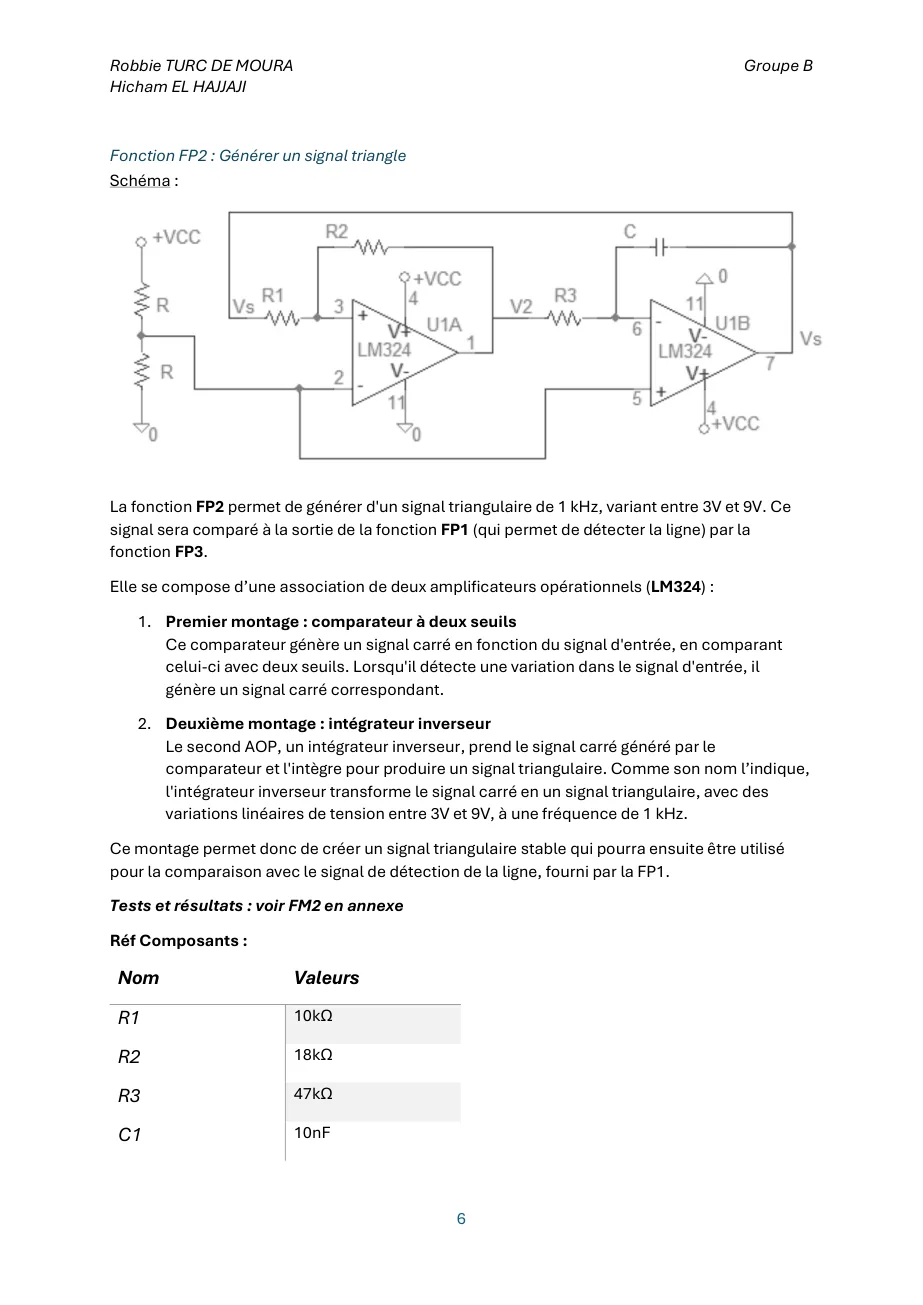 Robbie TURC DE MOURA
Groupe B
Hicham EL HAJJAJI
Fonction FP2 : Générer un signal triangle
Schéma :
+VCC
R
R
0
Vs
R1
R2
3
+
+VCC
4
V+
U1A
LM324
1
2
-
V-
11
0
V2
R3
C
6
-
0
11
V-
U1B
LM324
7
Vs
V+
5
+
4
+VCC
La fonction FP2 permet de générer d'un signal triangulaire de 1 kHz, variant entre 3V et 9V. Ce
signal sera comparé à la sortie de la fonction FP1 (qui permet de détecter la ligne) par la
fonction FP3.
Elle se compose d’une association de deux amplificateurs opérationnels (LM324) :
1. Premier montage : comparateur à deux seuils
Ce comparateur génère un signal carré en fonction du signal d'entrée, en comparant
celui-ci avec deux seuils. Lorsqu'il détecte une variation dans le signal d'entrée, il
génère un signal carré correspondant.
2. Deuxième montage : intégrateur inverseur
Le second AOP, un intégrateur inverseur, prend le signal carré généré par le
comparateur et l'intègre pour produire un signal triangulaire. Comme son nom l’indique,
l'intégrateur inverseur transforme le signal carré en un signal triangulaire, avec des
variations linéaires de tension entre 3V et 9V, à une fréquence de 1 kHz.
Ce montage permet donc de créer un signal triangulaire stable qui pourra ensuite être utilisé
pour la comparaison avec le signal de détection de la ligne, fourni par la FP1.
Tests et résultats : voir FM2 en annexe
Réf Composants :
Nom Valeurs
R1 10kΩ
R2 18kΩ
R3 47kΩ
C1 10nF
6